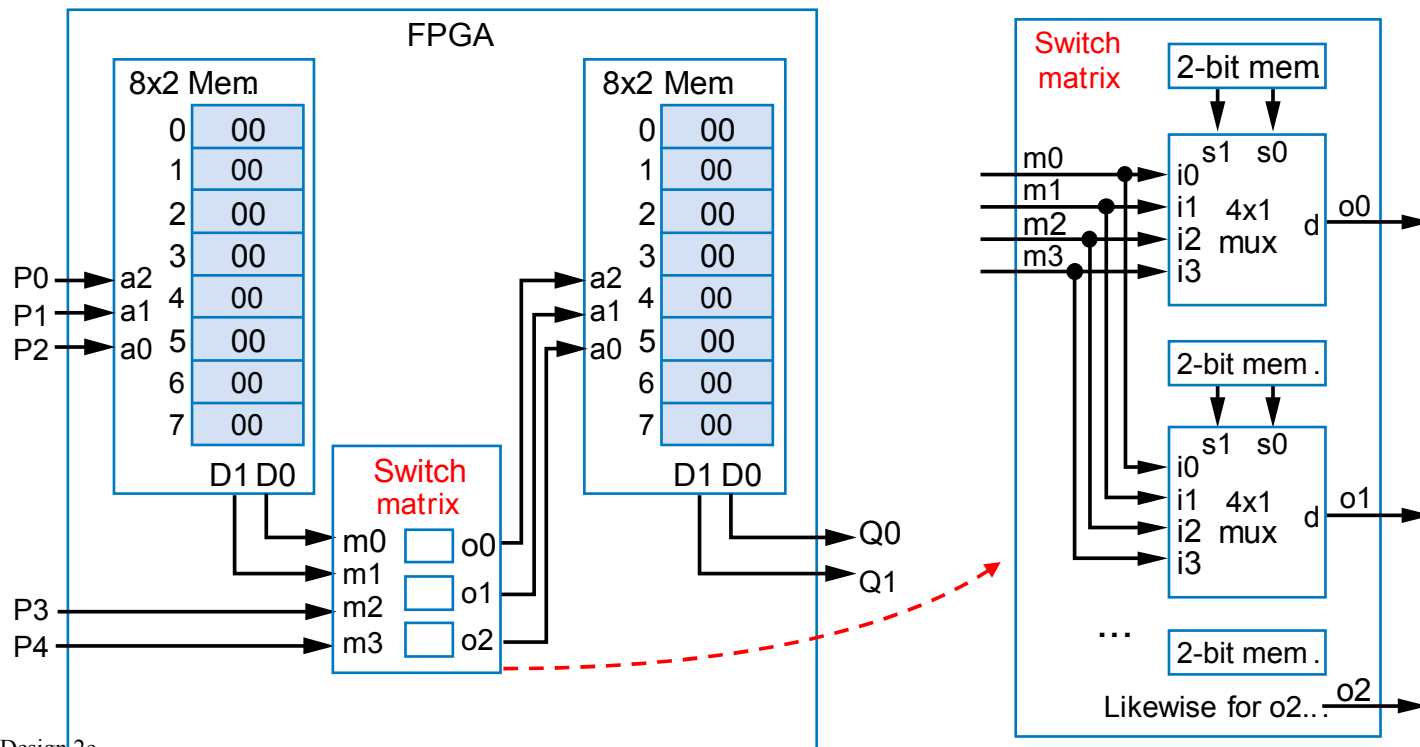 FPGA
8x2 Mem.
0 00
1 00
2 00
3 00
4 00
5 00
6 00
7 00
P0 a2
P1 a1
P2 a0
D1 D0
8x2 Mem
0 00
1 00
2 00
3 00
4 00
5 00
6 00
7 00
a2
a1
a0
D1 D0
Switch
matrix
m0 o0
m1
m2 o1
m3 o2
P3
P4
Q0
Q1
Switch
matrix
2-bit mem
s1 s0
m0 i0
m1 i1
m2 i2
m3 i3
4x1
mux
d o0
2-bit mem .
s1 s0
i0
i1
i2
i3
4x1
mux
d o1
...
2-bit mem .
Likewise for o2... o2